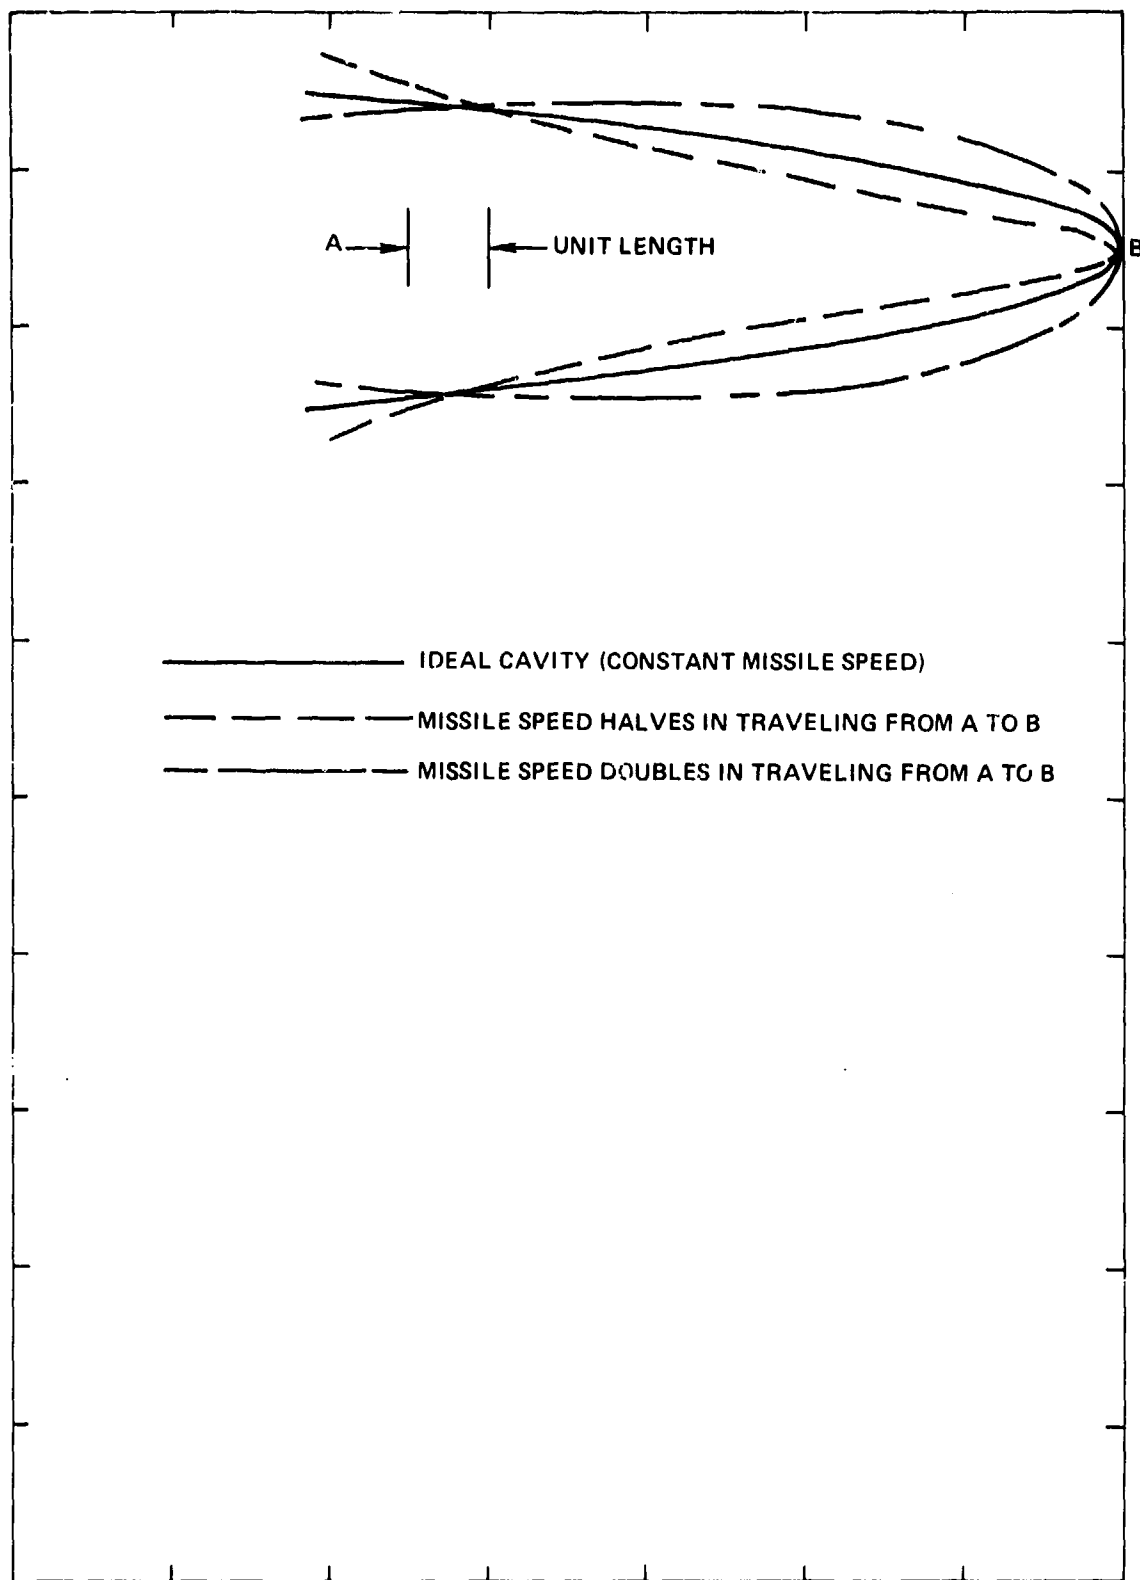 A UNIT LENGTH B
IDEAL CAVITY (CONSTANT MISSILE SPEED)
MISSILE SPEED HALVES IN TRAVELING FROM A TO B
MISSILE SPEED DOUBLES IN TRAVELING FROM A TO B